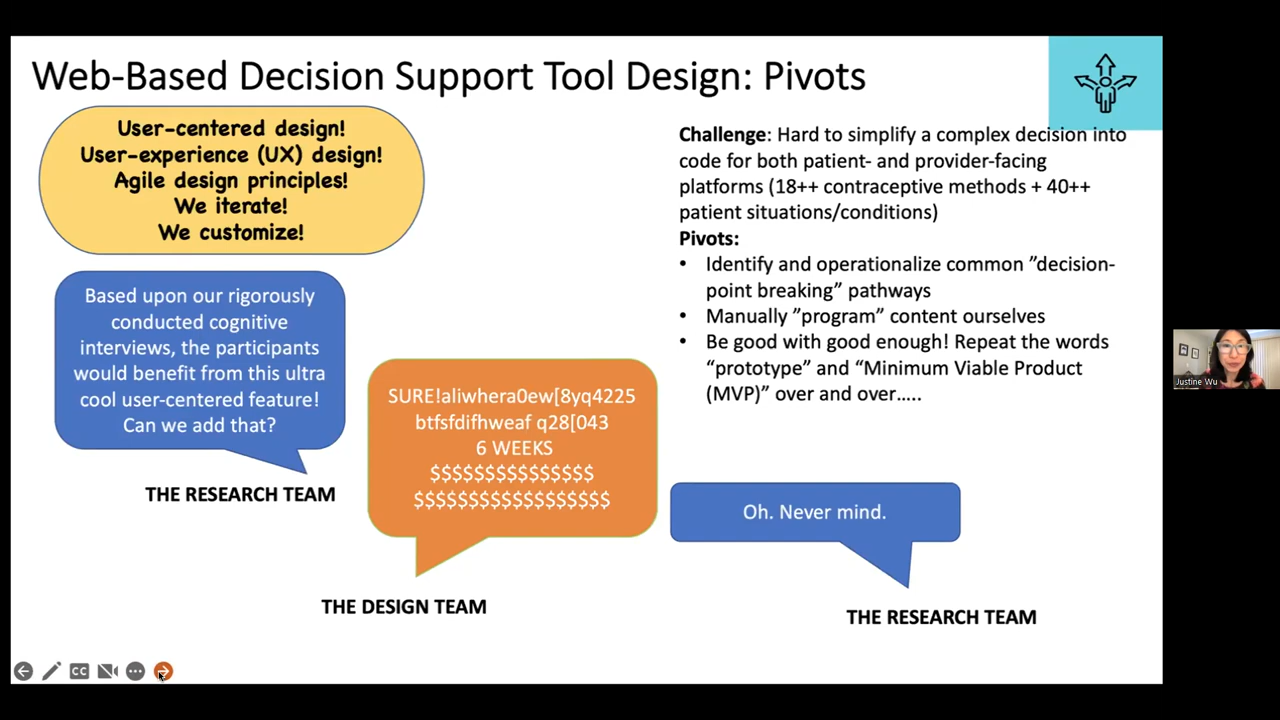 Web-Based Decision Support Tool Design: Pivots
User-centered design!
User-experience (UX) design!
Agile design principles!
We iterate!
We customize!
Based upon our rigorously
conducted cognitive
interviews, the participants
would benefit from this ultra
cool user-centered feature!
Can we add that?
THE RESEARCH TEAM
SURE!aliwhera0ew[8yq4225
btfsfdifhweaf q28[043
6 WEEKS
$$$$$$$$$$$$$$$
$$$$$$$$$$$$$$$$$$
THE DESIGN TEAM
Challenge: Hard to simplify a complex decision into
code for both patient- and provider-facing
platforms (18++ contraceptive methods + 40++
patient situations/conditions)
Pivots:
• Identify and operationalize common ”decision-
point breaking” pathways
• Manually ”program” content ourselves
• Be good with good enough! Repeat the words
“prototype” and “Minimum Viable Product
(MVP)” over and over…..
Oh. Never mind.
THE RESEARCH TEAM
CC
Justine Wu